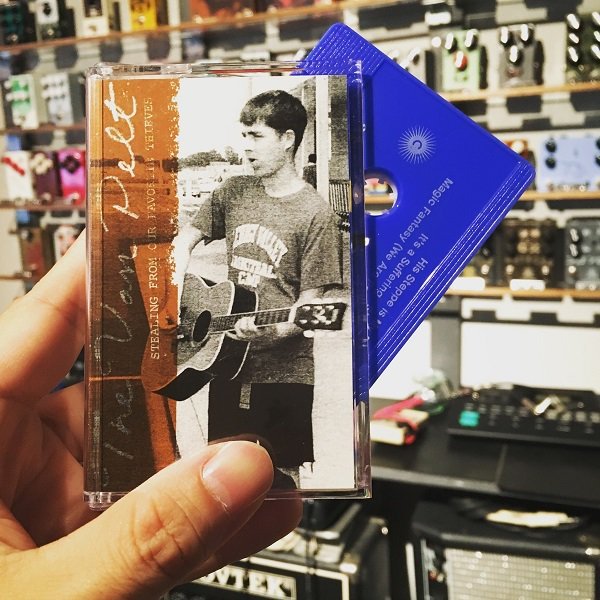 The Van Pelt
STEALING FROM OUR FAVORITE THIEVES
His Steppe is
It's a Suffering
Magic Fantasy (We Are